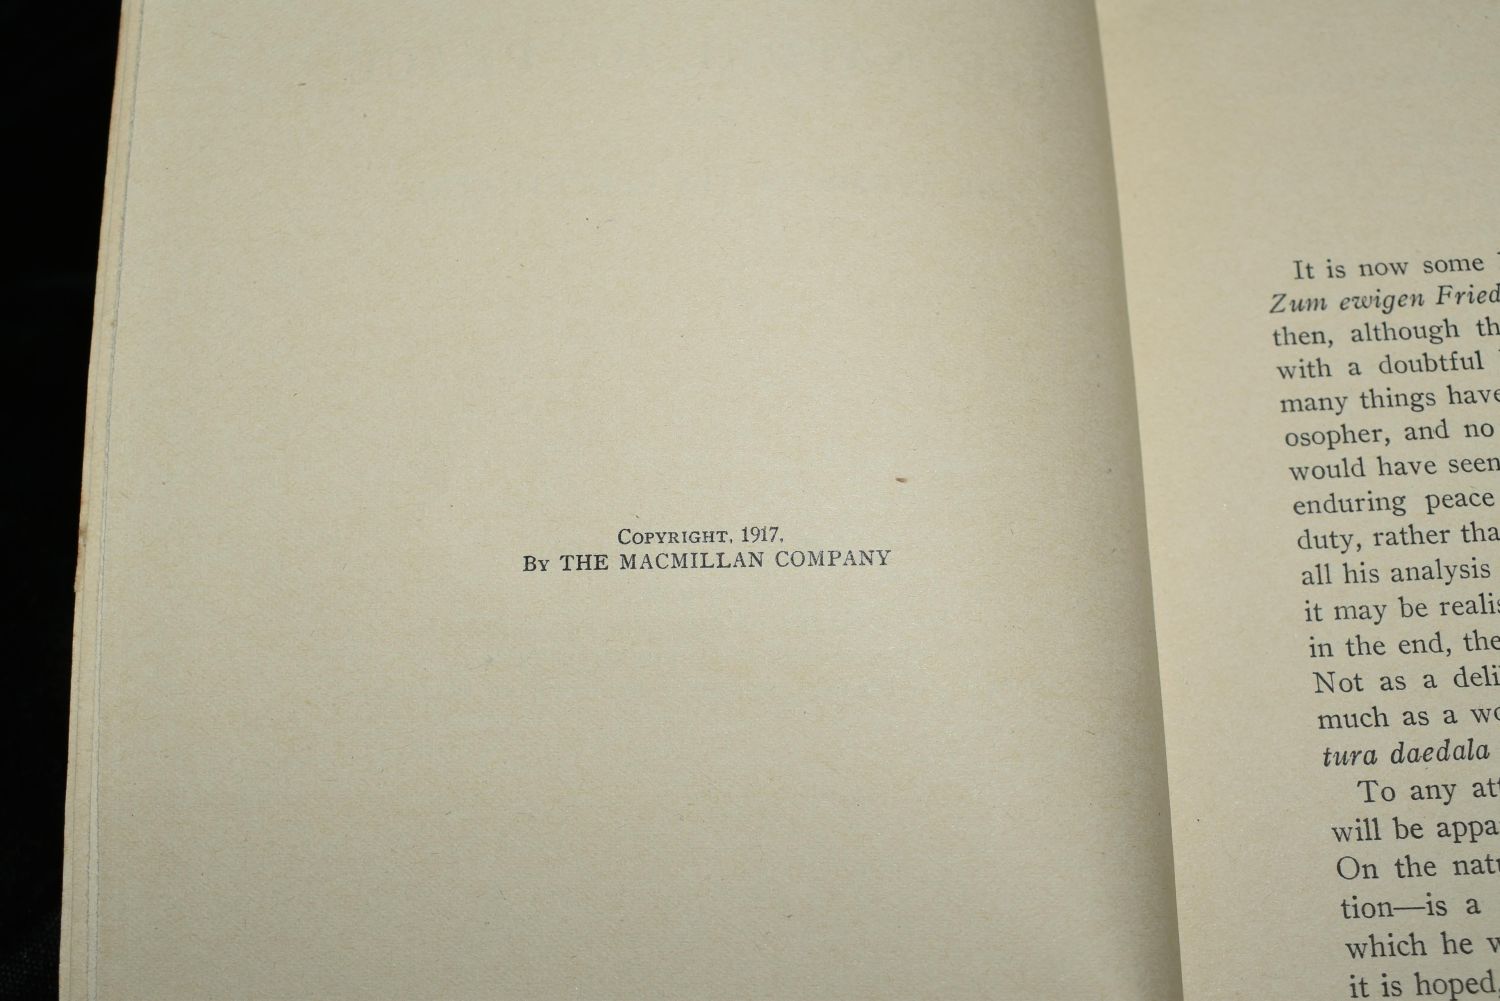 COPYRIGHT, 1917,
BY THE MACMILLAN COMPANY
It is now some
Zum ewigen Fried
then, although th
with a doubtful
many things have
osopher, and no
would have seen
enduring peace
duty, rather tha
all his analysis
it may be realis
in the end, the
Not as a deli
much as a wo
tura daedala
To any att
will be appa
On the natu
tion—is a
which he w
it is hoped,